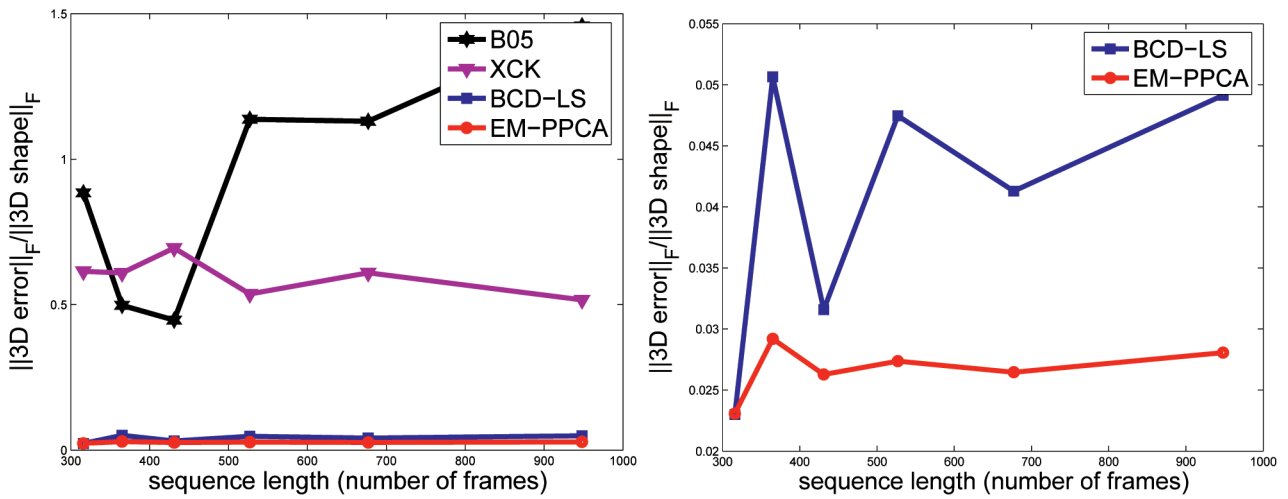 1.5
1
0.5
0
||3D error||F/||3D shape||F
B05
XCK
BCD-LS
EM-PPCA
300 400 500 600 700 800 900 1000
sequence length (number of frames)
0.055
0.05
0.045
0.04
0.035
0.03
0.025
0.02
||3D error||F/||3D shape||F
BCD-LS
EM-PPCA
300 400 500 600 700 800 900 1000
sequence length (number of frames)